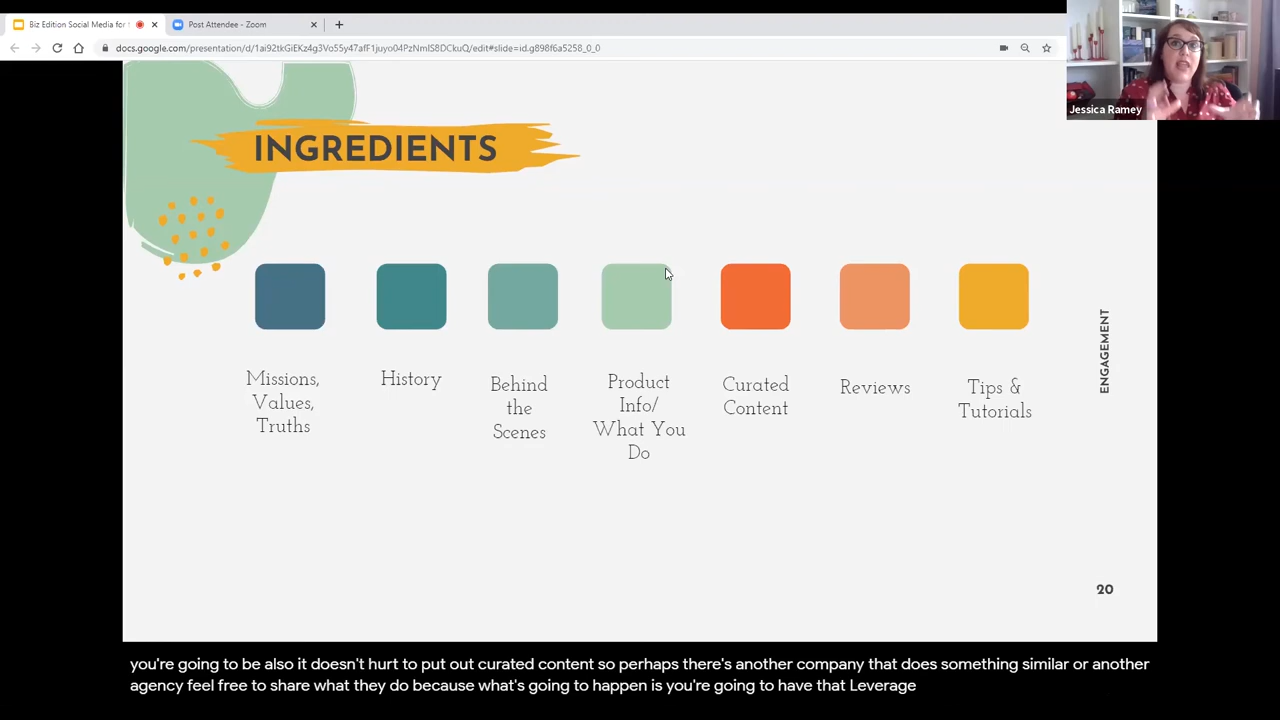 Biz Edition Social Media for
Post Attendee - Zoom
docs.google.com/presentation/d/1ai92tkGiEKz4g3Vo55y47afF1juyo04PzNmIS8DCkuQ/edit#slide=id.g898f6a5258_0_0
Jessica Ramey
INGREDIENTS
Missions,
Values,
Truths
History
Behind
the
Scenes
Product
Info/
What You
Do
Curated
Content
Reviews
Tips &
Tutorials
ENGAGEMENT
20
you're going to be also it doesn't hurt to put out curated content so perhaps there's another company that does something similar or another
agency feel free to share what they do because what's going to happen is you're going to have that Leverage